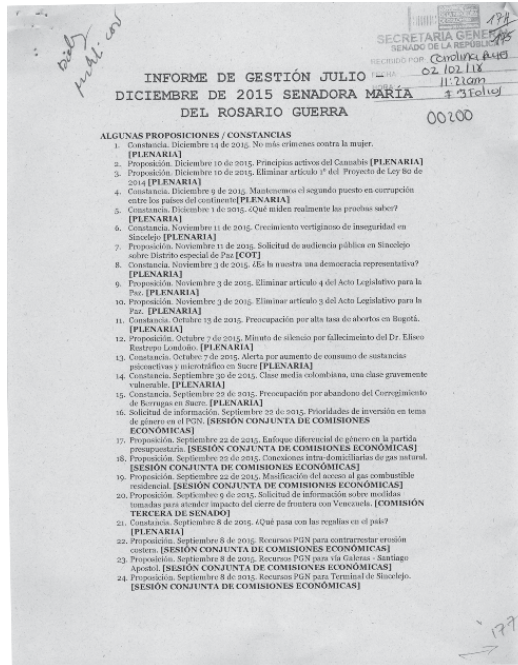 174
175
SECRETARIA GENERAL
SENADO DE LA REPÚBLICA
RECIBIDO POR
FECHA 02/02/18
HORA 11:22am
# 3 Folios
00200
INFORME DE GESTIÓN JULIO –
DICIEMBRE DE 2015 SENADORA MARÍA
DEL ROSARIO GUERRA
ALGUNAS PROPOSICIONES / CONSTANCIAS
1. Constancia. Diciembre 14 de 2015. No más crímenes contra la mujer.
[PLENARIA]
2. Proposición. Diciembre 10 de 2015. Principios activos del Cannabis [PLENARIA]
3. Proposición. Diciembre 10 de 2015. Eliminar artículo 1° del Proyecto de Ley 80 de
2014 [PLENARIA]
4. Constancia. Diciembre 9 de 2015. Mantenemos el segundo puesto en corrupción
entre los países del continente[PLENARIA]
5. Constancia. Diciembre 1 de 2015. ¿Qué miden realmente las pruebas saber?
[PLENARIA]
6. Constancia. Noviembre 11 de 2015. Crecimiento vertiginoso de inseguridad en
Sincelejo [PLENARIA]
7. Proposición. Noviembre 11 de 2015. Solicitud de audiencia pública en Sincelejo
sobre Distrito especial de Paz [COT]
8. Constancia. Noviembre 3 de 2015. ¿Es la nuestra una democracia representativa?
[PLENARIA]
9. Proposición. Noviembre 3 de 2015. Eliminar artículo 4 del Acto Legislativo para la
Paz. [PLENARIA]
10. Proposición. Noviembre 3 de 2015. Eliminar artículo 3 del Acto Legislativo para la
Paz. [PLENARIA]
11. Constancia. Octubre 13 de 2015. Preocupación por alta tasa de abortos en Bogotá.
[PLENARIA]
12. Proposición. Octubre 7 de 2015. Minuto de silencio por fallecimiento del Dr. Eliseo
Restrepo Londoño. [PLENARIA]
13. Constancia. Octubre 7 de 2015. Alerta por aumento de consumo de sustancias
psicoactivas y microtráfico en Sucre [PLENARIA]
14. Constancia. Septiembre 30 de 2015. Clase media colombiana, una clase gravemente
vulnerable. [PLENARIA]
15. Constancia. Septiembre 22 de 2015. Preocupación por abandono del Corregimiento
de Berrugas en Sucre. [PLENARIA]
16. Solicitud de información. Septiembre 22 de 2015. Prioridades de inversión en tema
de género en el PGN. [SESIÓN CONJUNTA DE COMISIONES
ECONÓMICAS]
17. Proposición. Septiembre 22 de 2015. Enfoque diferencial de género en la partida
presupuestaria. [SESIÓN CONJUNTA DE COMISIONES ECONÓMICAS]
18. Proposición. Septiembre 22 de 2015. Conexiones intra-domiciliarias de gas natural.
[SESIÓN CONJUNTA DE COMISIONES ECONÓMICAS]
19. Proposición. Septiembre 22 de 2015. Masificación del acceso al gas combustible
residencial. [SESIÓN CONJUNTA DE COMISIONES ECONÓMICAS]
20. Proposición. Septiembre 9 de 2015. Solicitud de información sobre medidas
tomadas para atender impacto del cierre de frontera con Venezuela. [COMISIÓN
TERCERA DE SENADO]
21. Constancia. Septiembre 8 de 2015. ¿Qué pasa con las regalías en el país?
[PLENARIA]
22. Proposición. Septiembre 8 de 2015. Recursos PGN para contrarrestar erosión
costera. [SESIÓN CONJUNTA DE COMISIONES ECONÓMICAS]
23. Proposición. Septiembre 8 de 2015. Recursos PGN para vía Galeras - Santiago
Apostol. [SESIÓN CONJUNTA DE COMISIONES ECONÓMICAS]
24. Proposición. Septiembre 8 de 2015. Recursos PGN para Terminal de Sincelejo.
[SESIÓN CONJUNTA DE COMISIONES ECONÓMICAS]
177